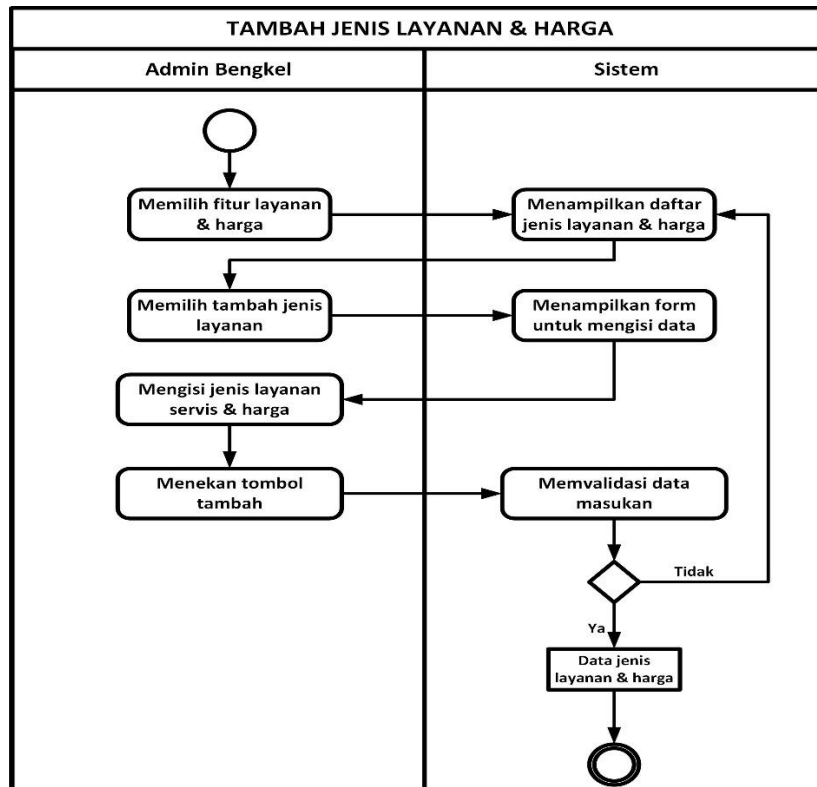 TAMBAH JENIS LAYANAN & HARGA
Admin Bengkel
Sistem
Memilih fitur layanan
& harga
Menampilkan daftar
jenis layanan & harga
Memilih tambah jenis
layanan
Menampilkan form
untuk mengisi data
Mengisi jenis layanan
servis & harga
Menekan tombol
tambah
Memvalidasi data
masukan
Tidak
Ya
Data jenis
layanan & harga